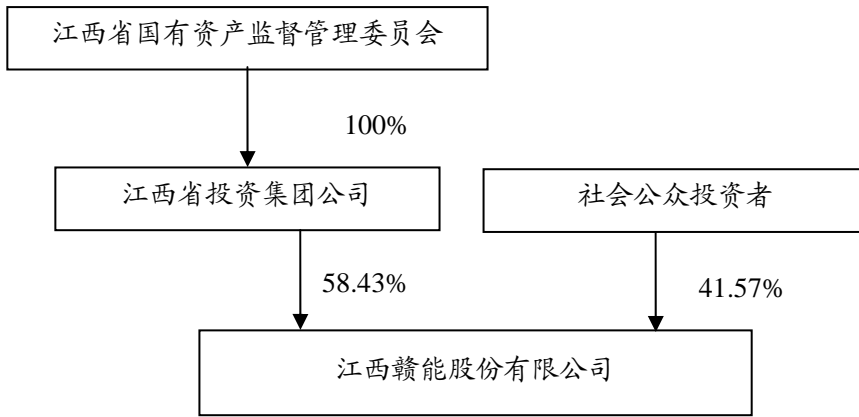 江西省国有资产监督管理委员会
100%
江西省投资集团公司
社会公众投资者
58.43%
41.57%
江西赣能股份有限公司